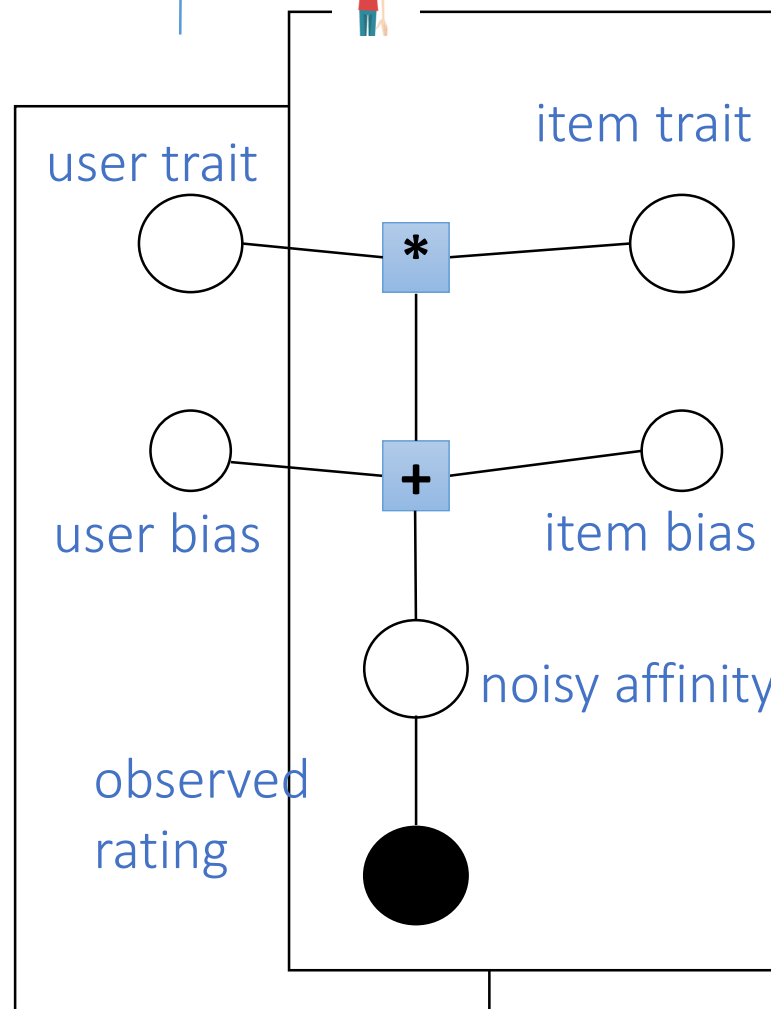 item trait
user trait
*
+
user bias
item bias
noisy affinity
observed
rating